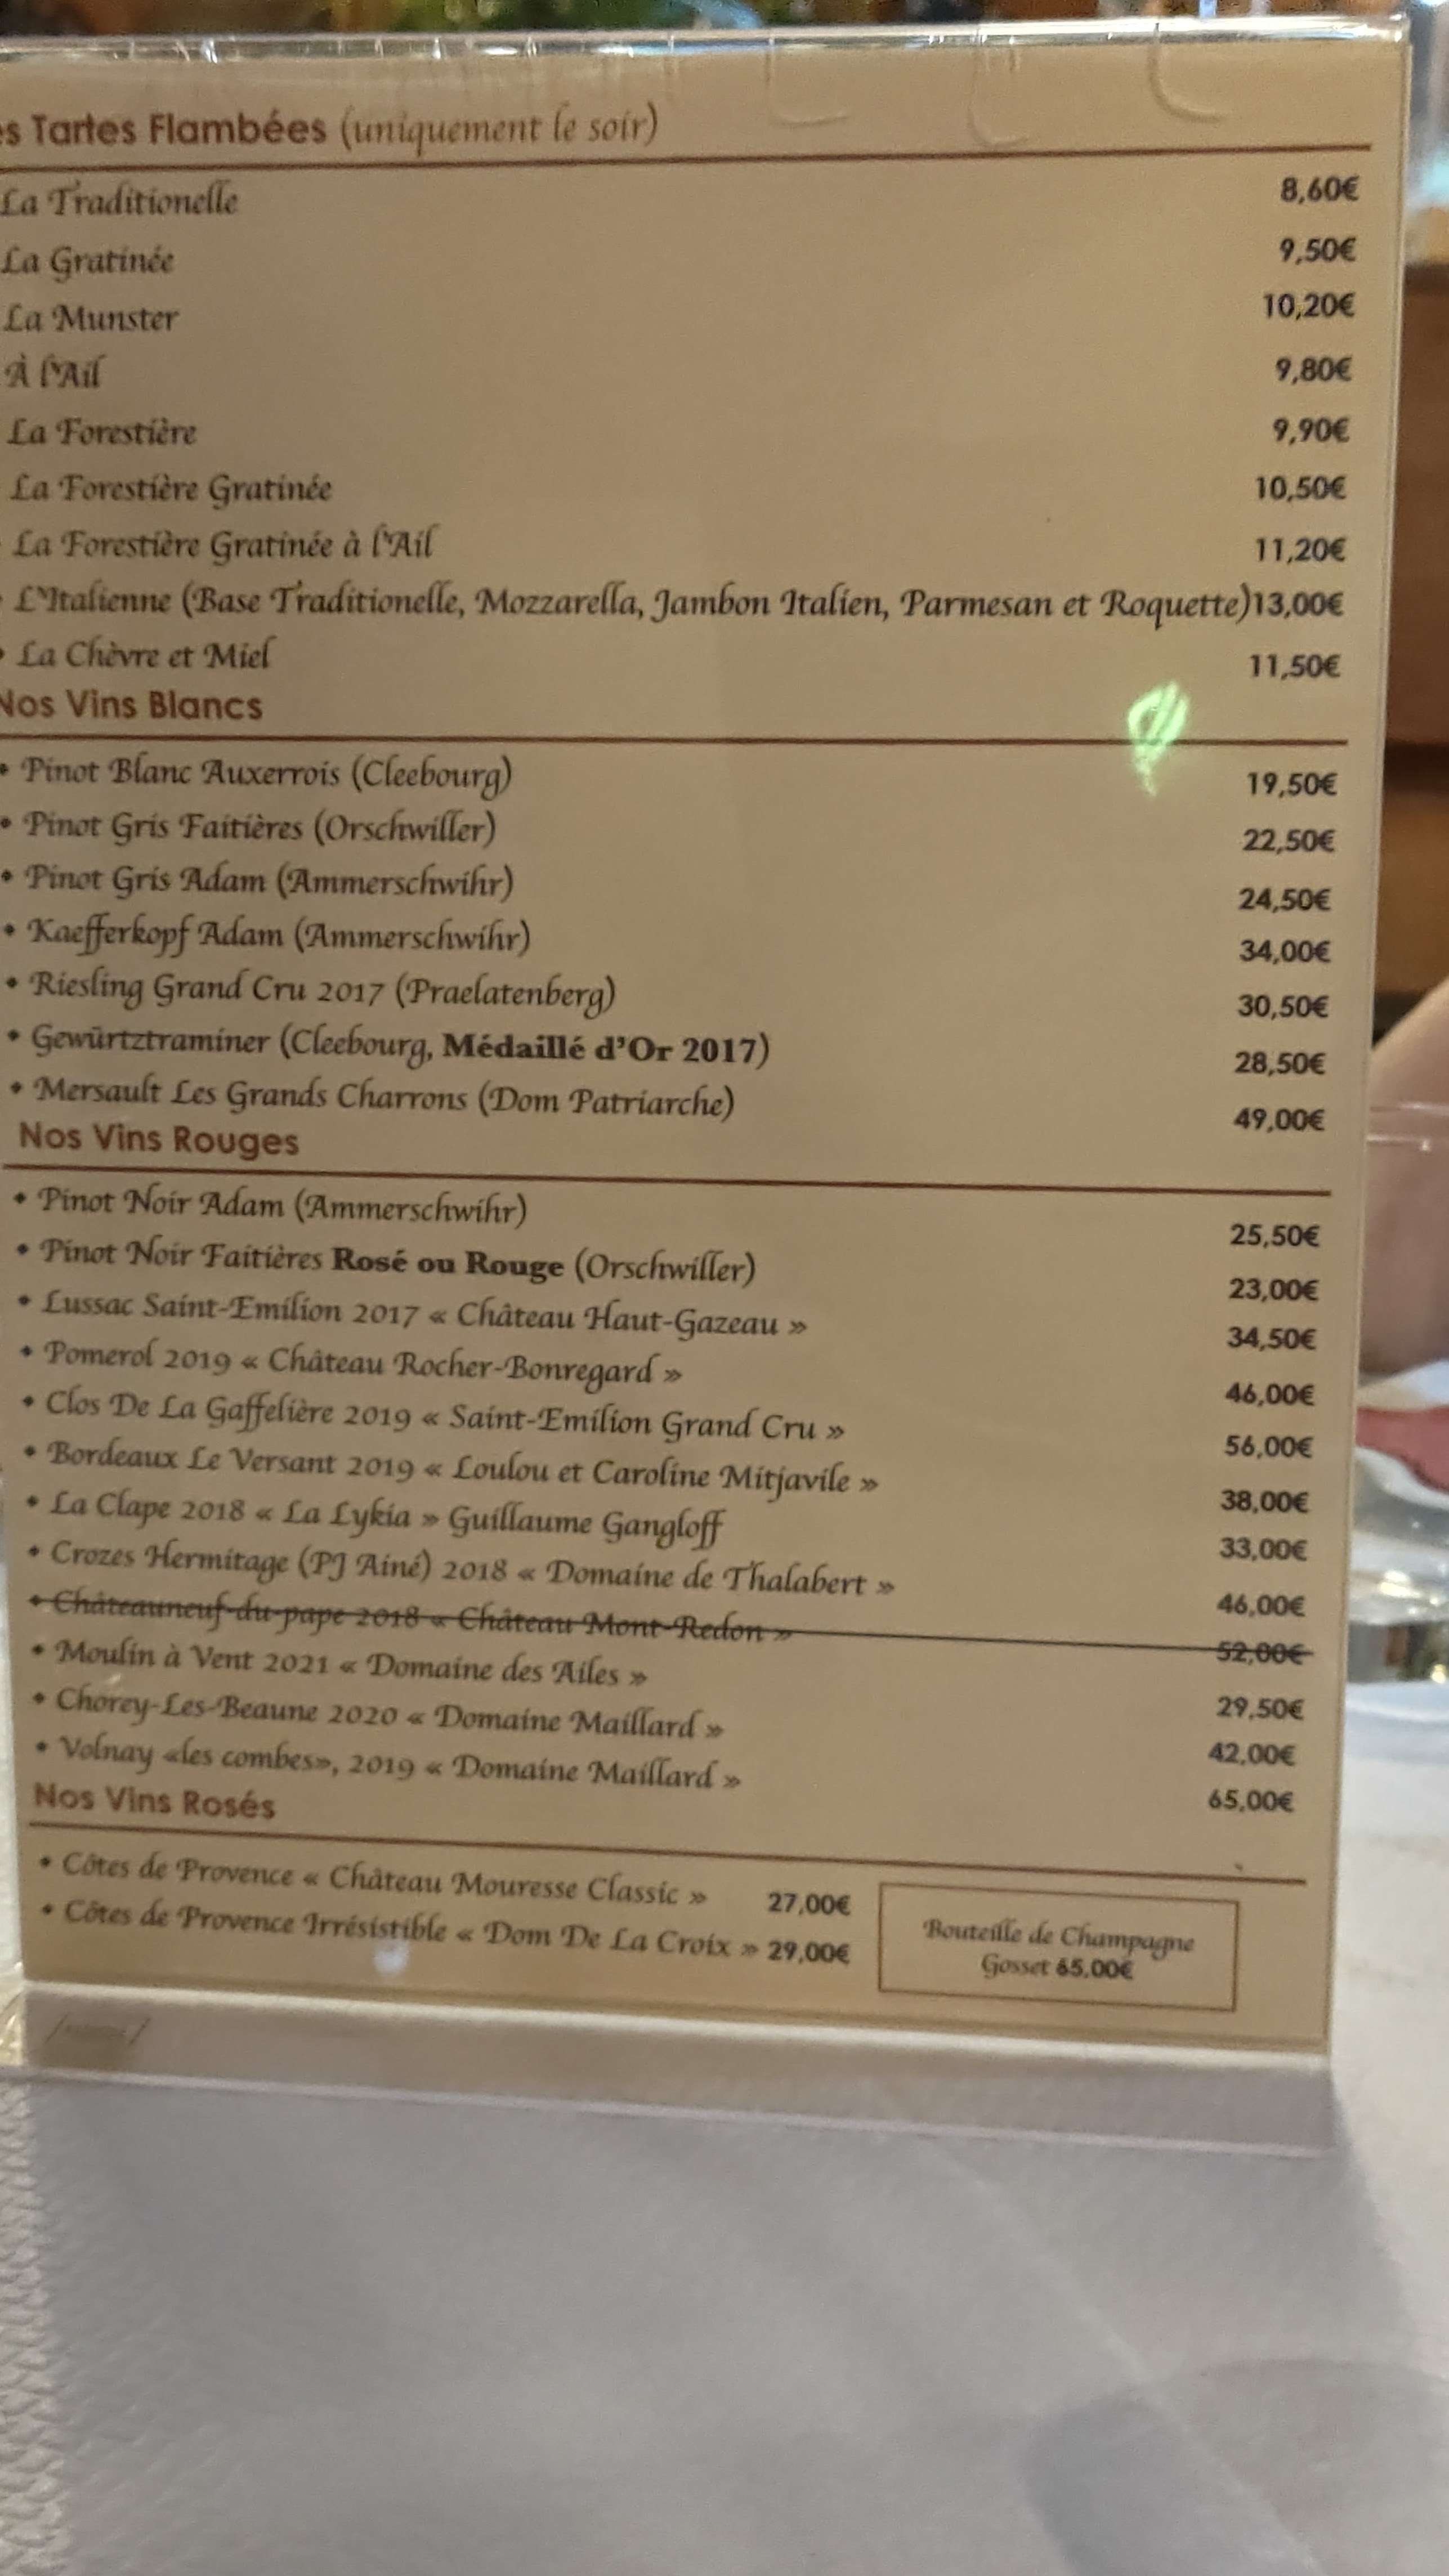 es Tartes Flambées (uniquement le soir)
La Traditionelle 8,60€
La Gratinée 9,50€
La Munster 10,20€
À l'Ail 9,80€
La Forestière 9,90€
La Forestière Gratinée 10,50€
La Forestière Gratinée à l'Ail 11,20€
L'Italienne (Base Traditionelle, Mozzarella, Jambon Italien, Parmesan et Roquette)13,00€
• La Chèvre et Miel 11,50€
Nos Vins Blancs
• Pinot Blanc Auxerrois (Cleebourg) 19,50€
• Pinot Gris Faitières (Orschwiller) 22,50€
• Pinot Gris Adam (Ammerschwihr) 24,50€
• Kaefferkopf Adam (Ammerschwihr) 34,00€
• Riesling Grand Cru 2017 (Praelatenberg) 30,50€
• Gewürtztraminer (Cleebourg, Médaillé d'Or 2017) 28,50€
• Mersault Les Grands Charrons (Dom Patriarche) 49,00€
Nos Vins Rouges
• Pinot Noir Adam (Ammerschwihr) 25,50€
• Pinot Noir Faitières Rosé ou Rouge (Orschwiller) 23,00€
• Lussac Saint-Emilion 2017 « Château Haut-Gazeau » 34,50€
• Pomerol 2019 « Château Rocher-Bonregard » 46,00€
• Clos De La Gaffelière 2019 « Saint-Emilion Grand Cru » 56,00€
• Bordeaux Le Versant 2019 « Loulou et Caroline Mitjavile » 38,00€
• La Clape 2018 « La Lykia » Guillaume Gangloff 33,00€
• Crozes Hermitage (PJ Ainé) 2018 « Domaine de Thalabert » 46,00€
• Châteauneuf-du-pape 2018 « Château Mont-Redon » 52,00€
• Moulin à Vent 2021 « Domaine des Ailes » 29,50€
• Chorey-Les-Beaune 2020 « Domaine Maillard » 42,00€
• Volnay «les combes», 2019 « Domaine Maillard » 65,00€
Nos Vins Rosés
• Côtes de Provence « Château Mouresse Classic » 27,00€
• Côtes de Provence Irrésistible « Dom De La Croix » 29,00€
Bouteille de Champagne
Gosset 65,00€